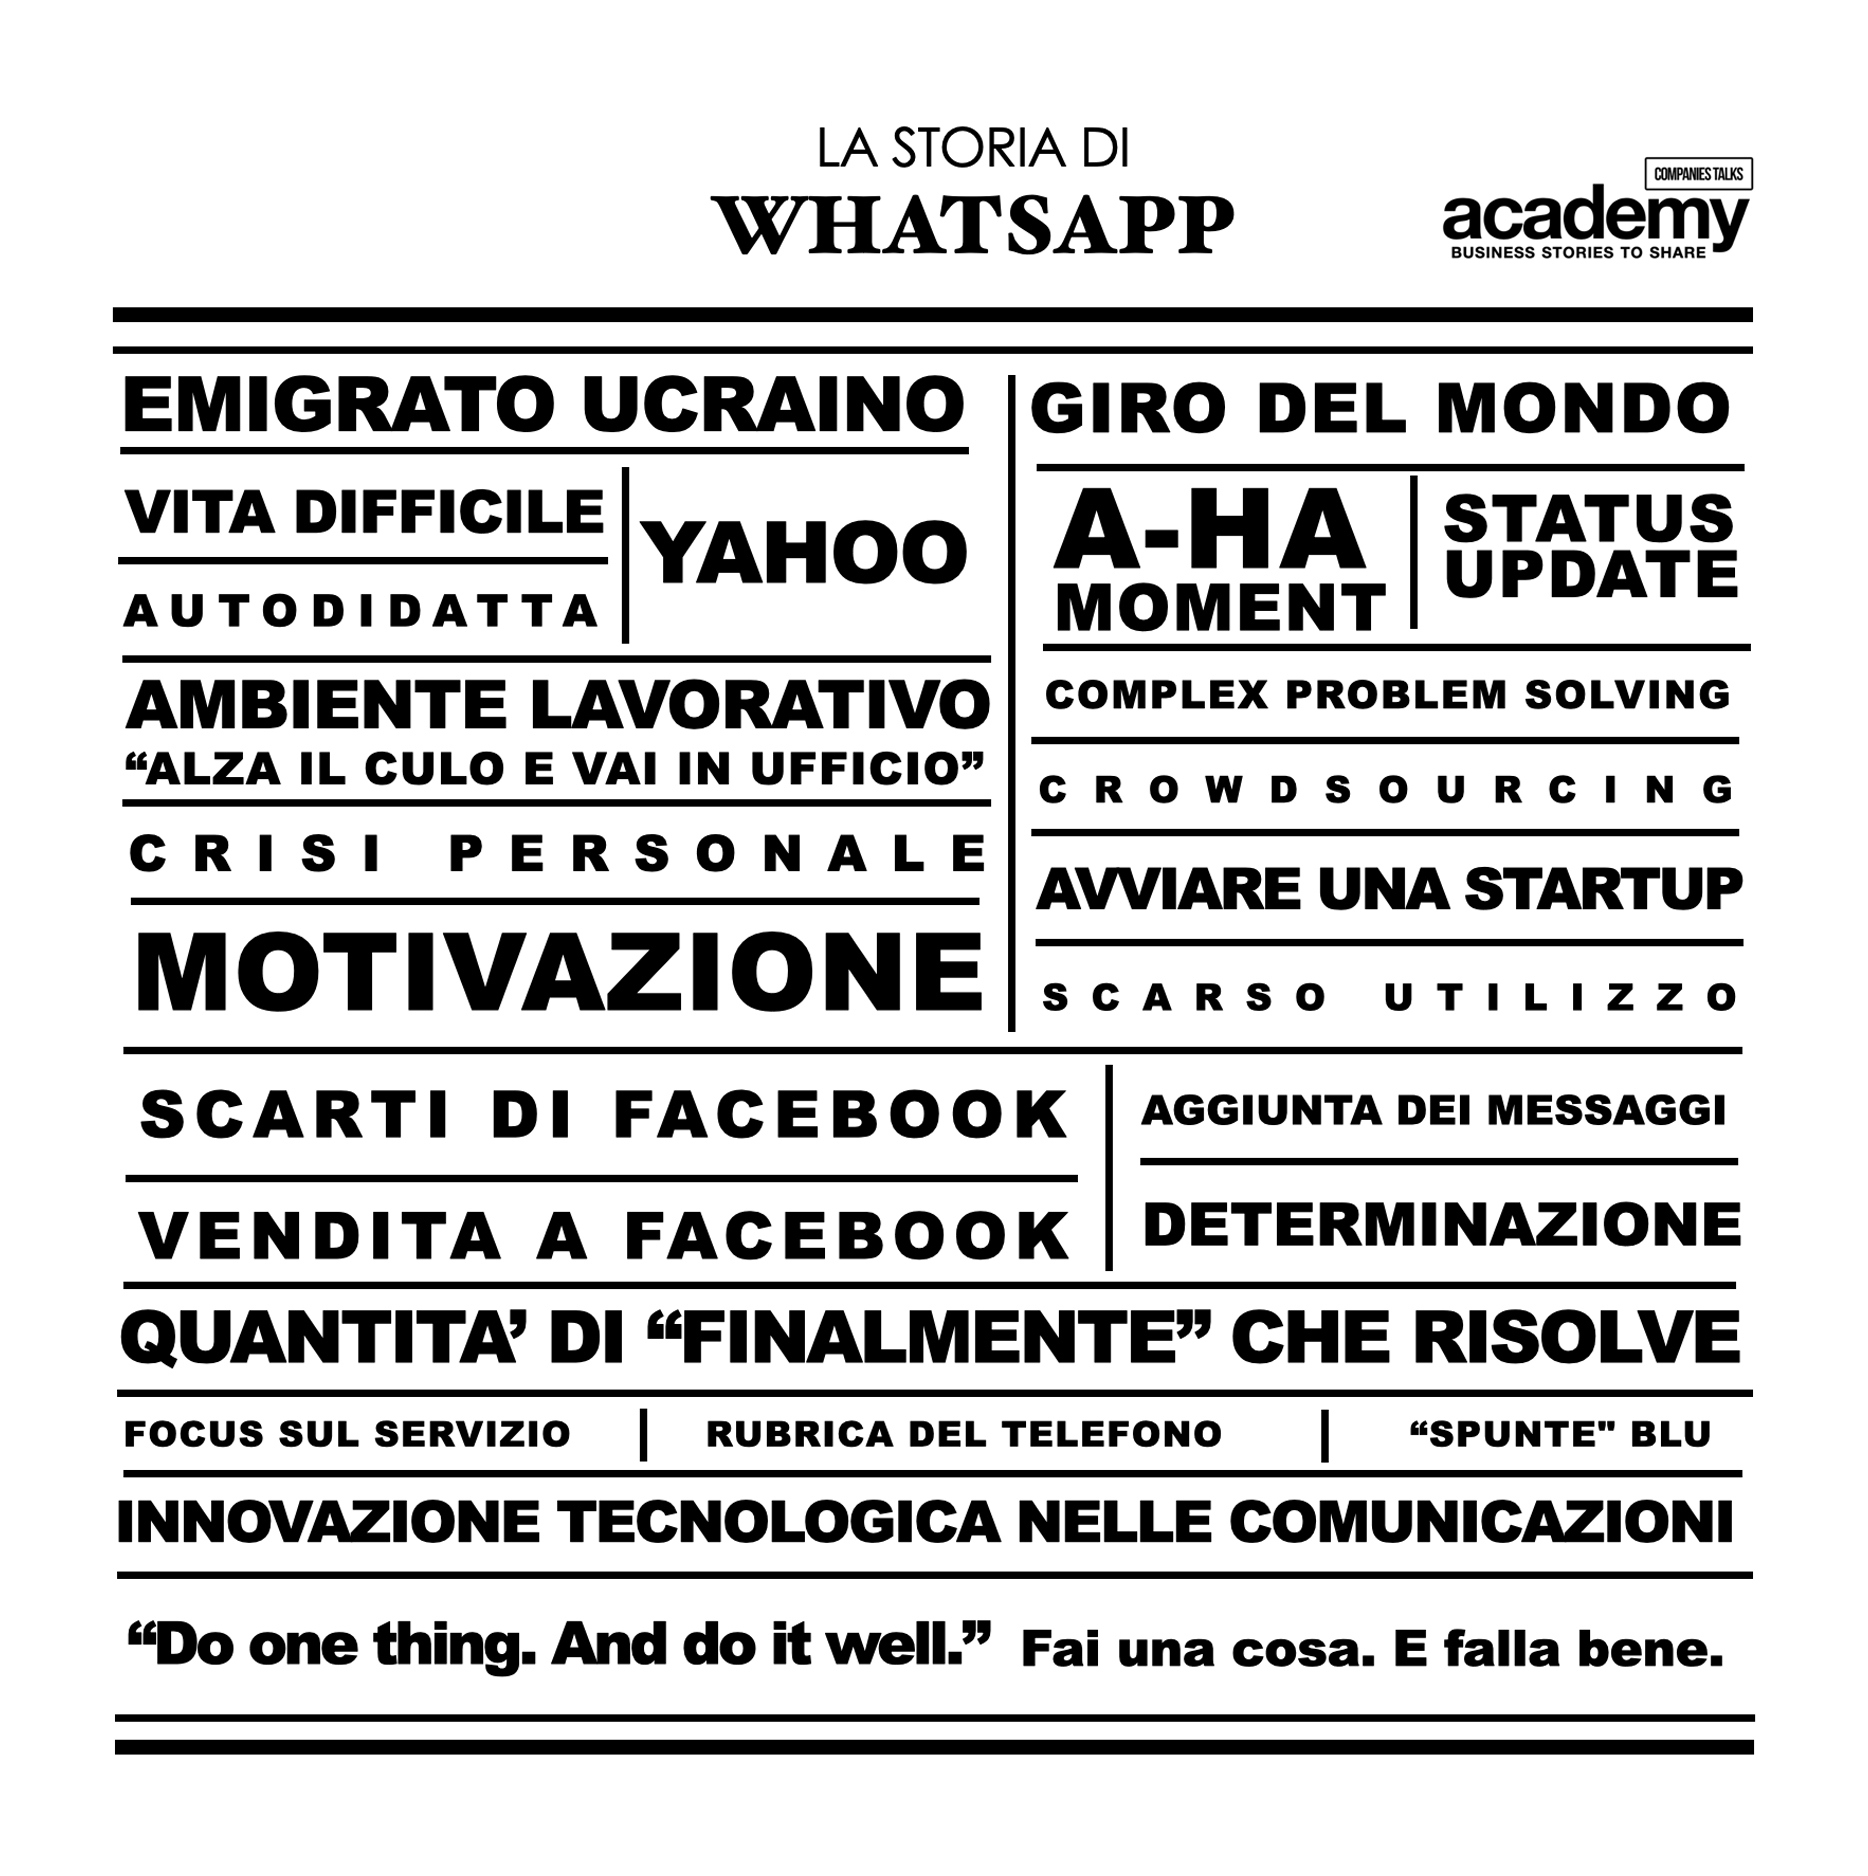 LA STORIA DI
WHATSAPP
COMPANIES TALKS
academy
BUSINESS STORIES TO SHARE
EMIGRATO UCRAINO
VITA DIFFICILE
AUTODIDATTA
YAHOO
AMBIENTE LAVORATIVO
“ALZA IL CULO E VAI IN UFFICIO”
CRISI PERSONALE
MOTIVAZIONE
GIRO DEL MONDO
A-HA
MOMENT
STATUS
UPDATE
COMPLEX PROBLEM SOLVING
CROWDSOURCING
AVVIARE UNA STARTUP
SCARSO UTILIZZO
SCARTI DI FACEBOOK
VENDITA A FACEBOOK
AGGIUNTA DEI MESSAGGI
DETERMINAZIONE
QUANTITA’ DI “FINALMENTE” CHE RISOLVE
FOCUS SUL SERVIZIO
RUBRICA DEL TELEFONO
“SPUNTE" BLU
INNOVAZIONE TECNOLOGICA NELLE COMUNICAZIONI
“Do one thing. And do it well.” Fai una cosa. E falla bene.